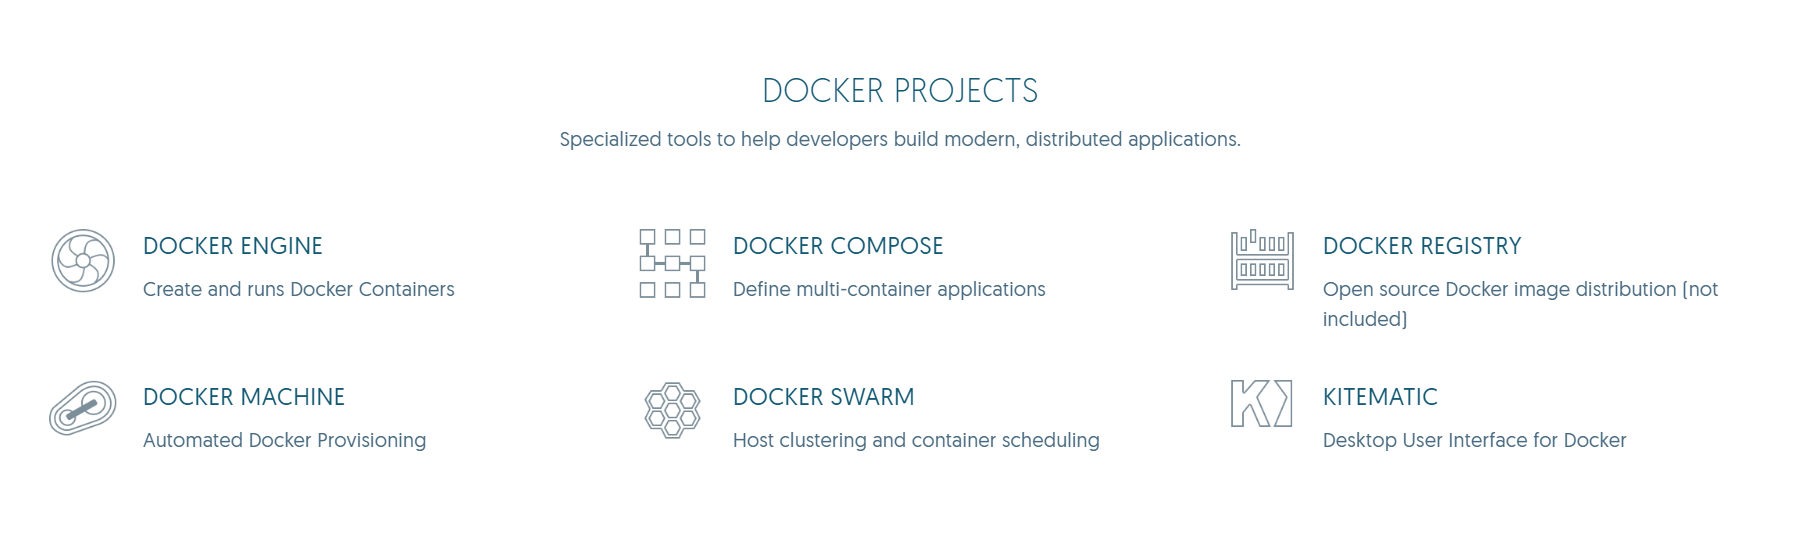 DOCKER PROJECTS
Specialized tools to help developers build modern, distributed applications.
DOCKER ENGINE
Create and runs Docker Containers
DOCKER COMPOSE
Define multi-container applications
DOCKER REGISTRY
Open source Docker image distribution (not
included)
DOCKER MACHINE
Automated Docker Provisioning
DOCKER SWARM
Host clustering and container scheduling
KITEMATIC
Desktop User Interface for Docker